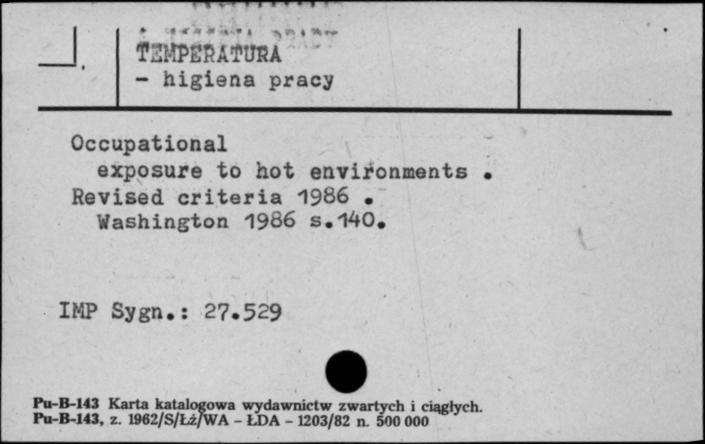 TEMPERATURA
- higiena pracy
Occupational
exposure to hot environments .
Revised criteria 1986 .
Washington 1986 s.140.
IMP Sygn.: 27.529
Pu-B-143 Karta katalogowa wydawnictw zwartych i ciągłych.
Pu-B-143, z. 1962/S/Łź/WA - ŁDA - 1203/82 n. 500 000